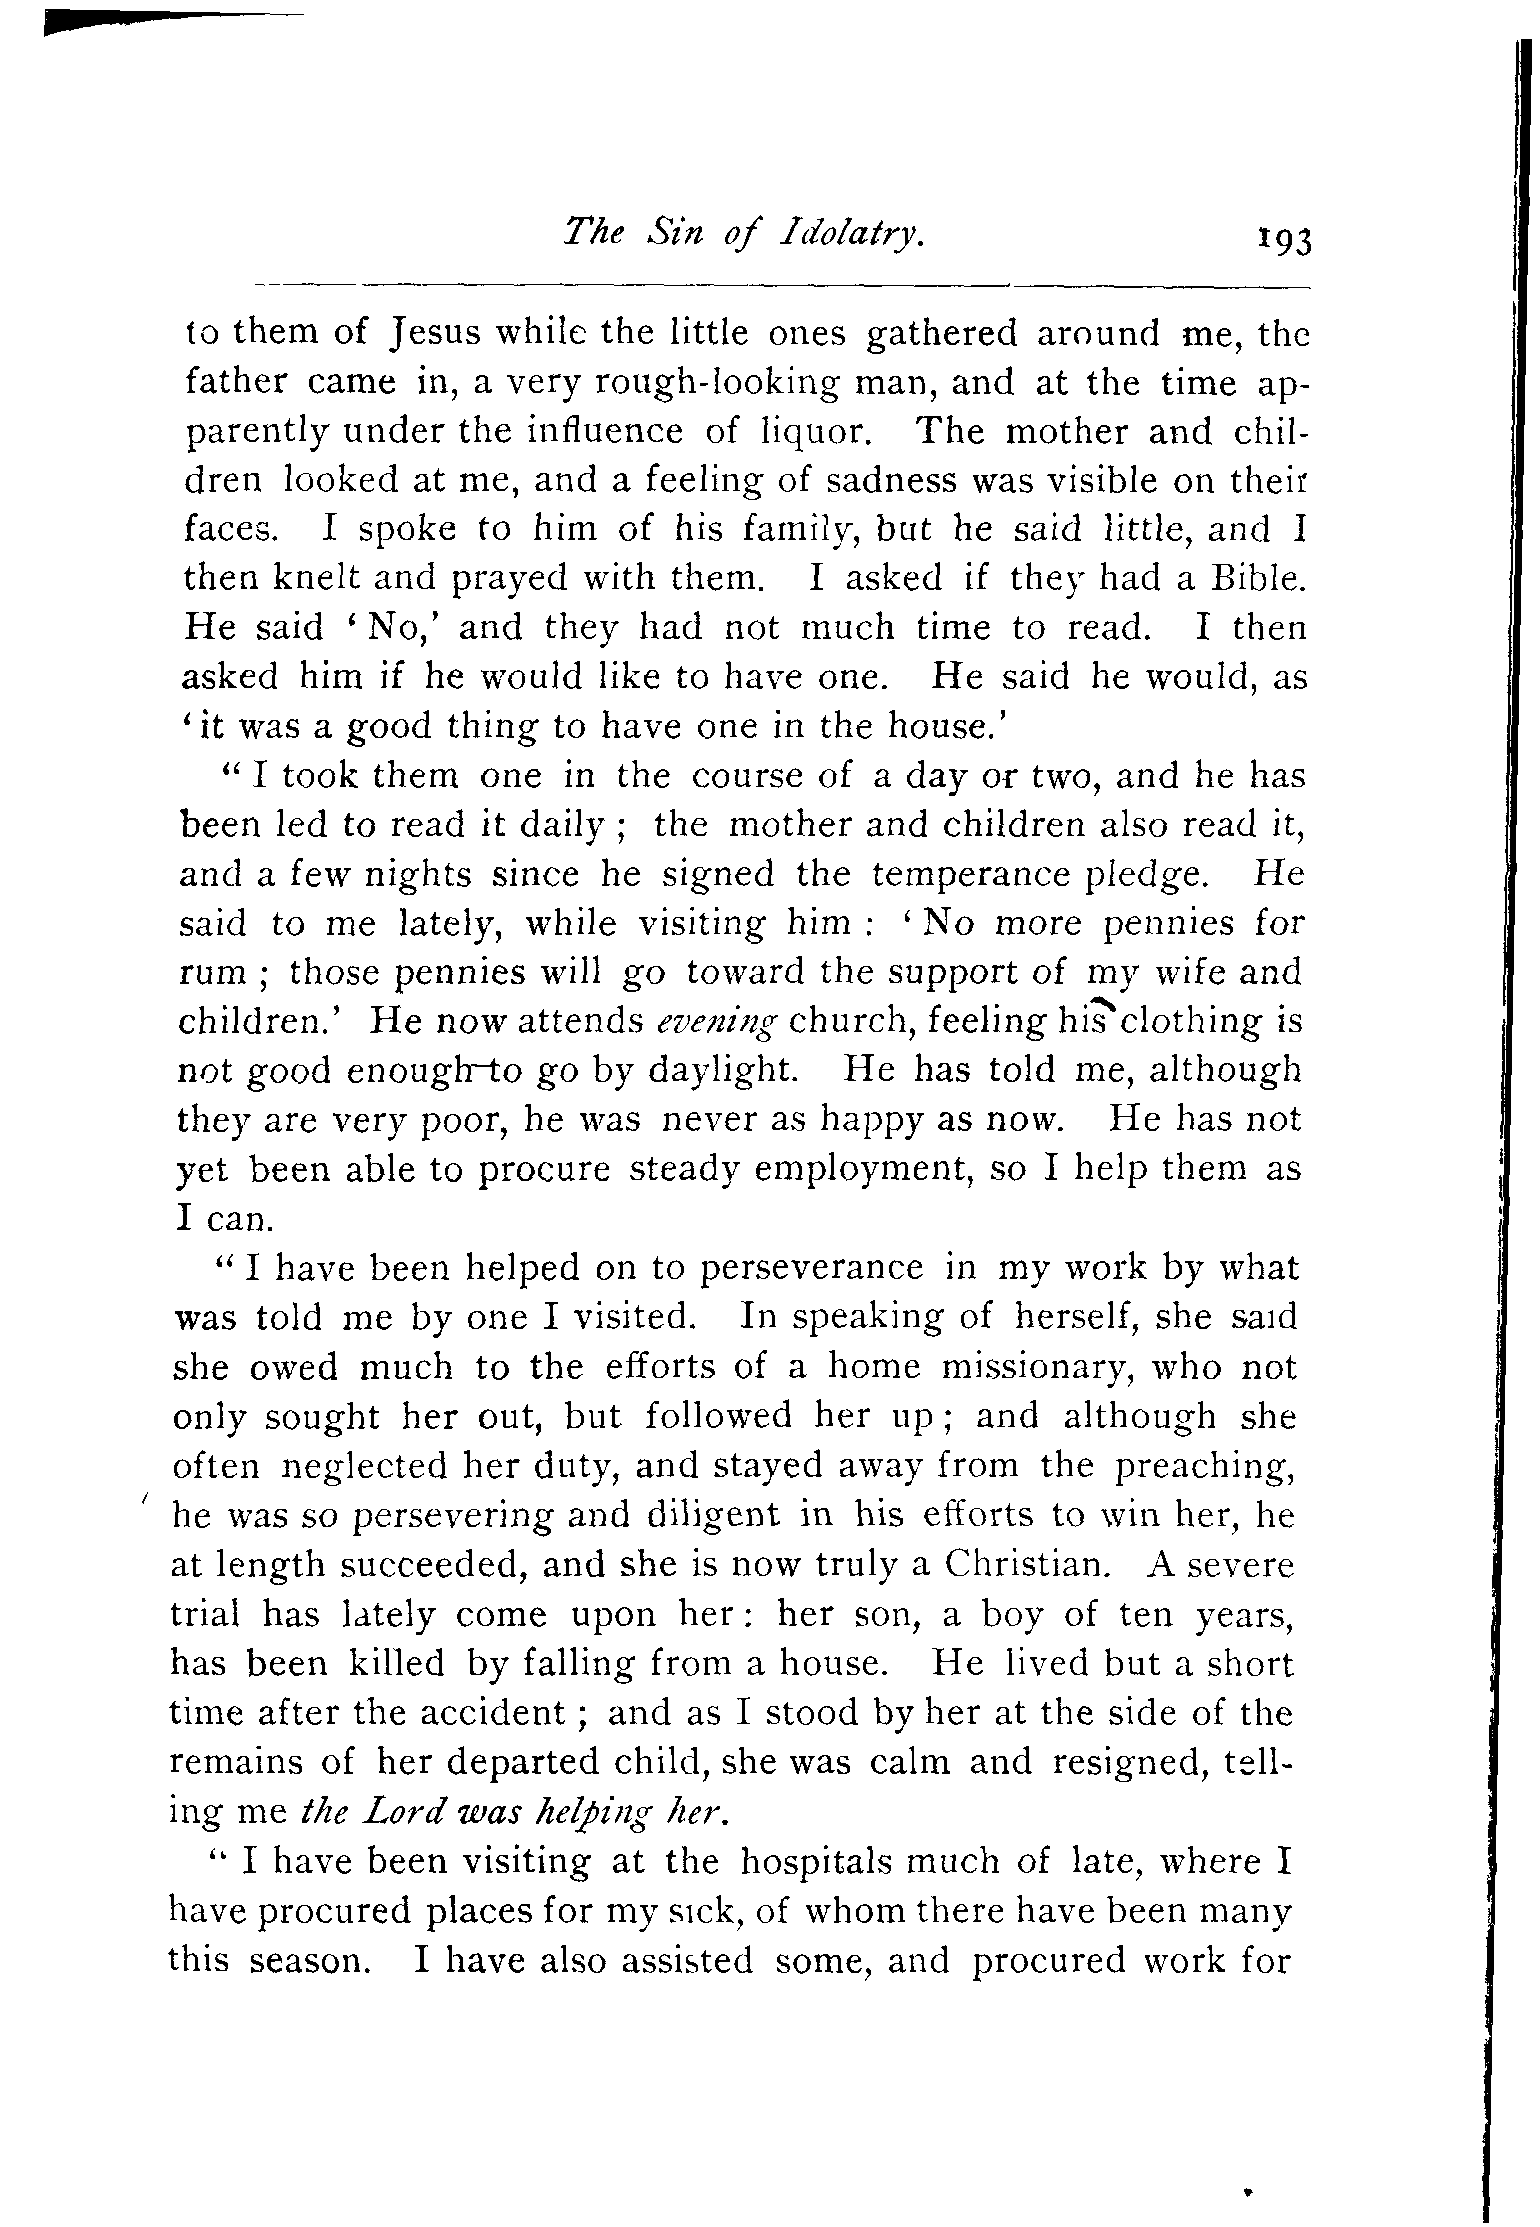 The Sin of Idolatry. 193
to them of Jesus while the little ones gathered around me, the
father came in, a very rough-looking man, and at the time ap-
parently under the influence of liquor. The mother and chil-
dren looked at me, and a feeling of sadness was visible on their
faces. I spoke to him of his family, but he said little, and I
then knelt and prayed with them. I asked if they had a Bible.
He said ‘No,’ and they had not much time to read. I then
asked him if he would like to have one. He said he would, as
‘it was a good thing to have one in the house.’
“I took them one in the course of a day or two, and he has
been led to read it daily; the mother and children also read it,
and a few nights since he signed the temperance pledge. He
said to me lately, while visiting him: ‘No more pennies for
rum; those pennies will go toward the support of my wife and
children.’ He now attends evening church, feeling his clothing is
not good enough to go by daylight. He has told me, although
they are very poor, he was never as happy as now. He has not
yet been able to procure steady employment, so I help them as
I can.
“I have been helped on to perseverance in my work by what
was told me by one I visited. In speaking of herself, she said
she owed much to the efforts of a home missionary, who not
only sought her out, but followed her up; and although she
often neglected her duty, and stayed away from the preaching,
he was so persevering and diligent in his efforts to win her, he
at length succeeded, and she is now truly a Christian. A severe
trial has lately come upon her: her son, a boy of ten years,
has been killed by falling from a house. He lived but a short
time after the accident; and as I stood by her at the side of the
remains of her departed child, she was calm and resigned, tell-
ing me the Lord was helping her.
“I have been visiting at the hospitals much of late, where I
have procured places for my sick, of whom there have been many
this season. I have also assisted some, and procured work for